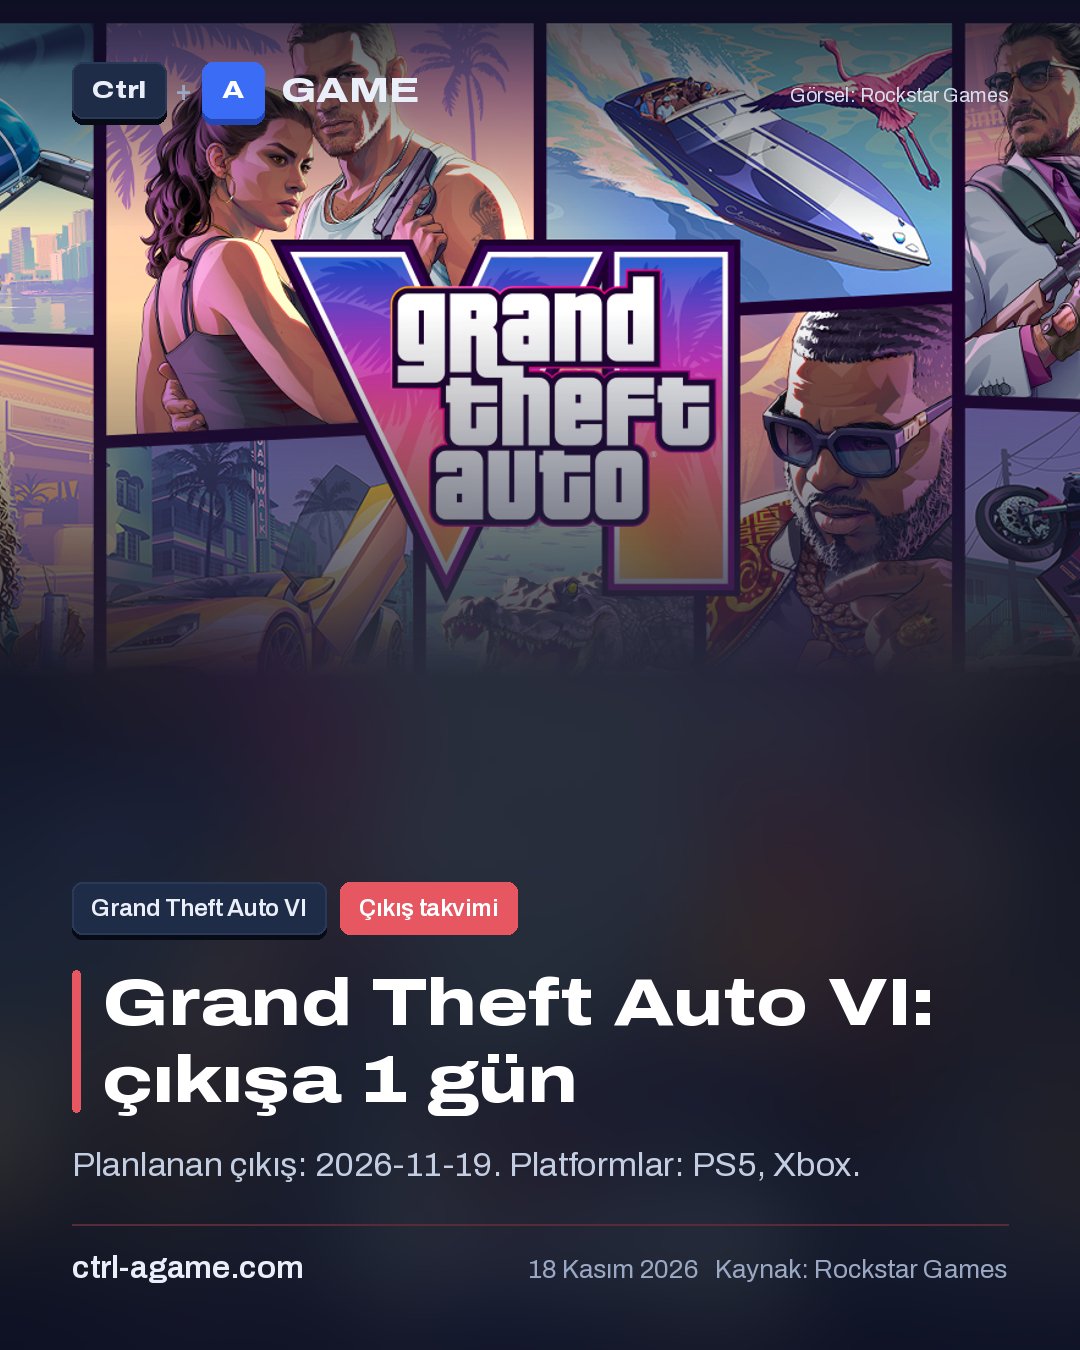 Ctrl + A GAME
Görsel: Rockstar Games
VI
grand
theft
auto
Grand Theft Auto VI
Çıkış takvimi
Grand Theft Auto VI:
çıkışa 1 gün
Planlanan çıkış: 2026-11-19. Platformlar: PS5, Xbox.
ctrl-agame.com
18 Kasım 2026 Kaynak: Rockstar Games